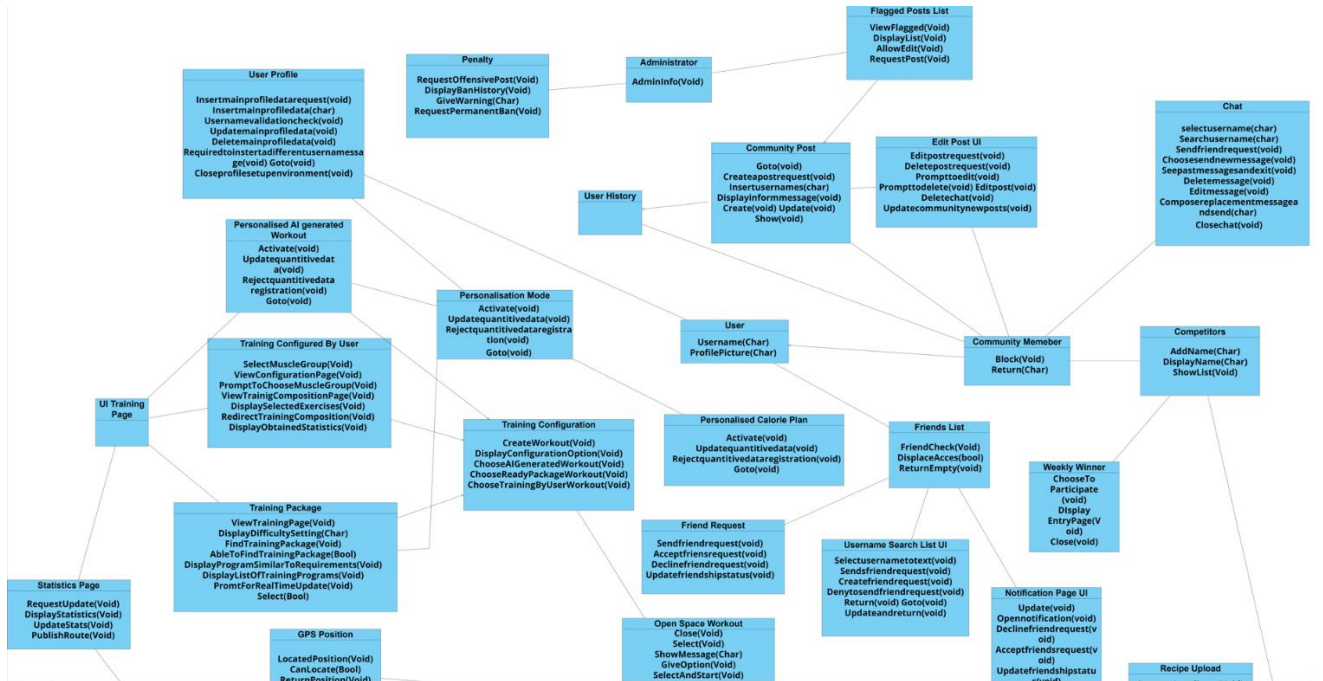 Flagged Posts List
ViewFlagged(Void)
DisplayList(Void)
AllowEdit(Void)
RequestPost(Void)
Penalty
RequestOffensivePost(Void)
DisplayBanHistory(Void)
GiveWarning(Char)
RequestPermanentBan(Void)
Administrator
AdminInfo(Void)
User Profile
Insertmainprofiledatarequest(void)
Insertmainprofiledata(char)
Usernamevalidationcheck(void)
Updatemainprofiledata(void)
Deletemainprofiledata(void)
Requiredtoinstertadifferentusernamessa
ge(void) Goto(void)
Closeprofilesetupenvironment(void)
Chat
selectusername(char)
Searchusername(char)
Sendfriendrequest(void)
Choosesendnewmessage(void)
Seepastmessagesandexit(void)
Deletemessage(void)
Editmessage(void)
Composereplacementmessagea
ndsend(char)
Closechat(void)
Community Post
Goto(void)
Createapostrequest(void)
Insertusernames(char)
Displayinformmessage(void)
Create(void) Update(void)
Show(void)
Edit Post UI
Editpostrequest(void)
Deletepostrequest(void)
Prompttoedit(void)
Prompttodelete(void) Editpost(void)
Deletechat(void)
Updatecommunitynewposts(void)
User History
Personalised AI generated
Workout
Activate(void)
Updatequantitivedat
a(void)
Rejectquantitivedata
registration(void)
Goto(void)
Personalisation Mode
Activate(void)
Updatequantitivedata(void)
Rejectquantitivedataregistra
tion(void)
Goto(void)
User
Username(Char)
ProfilePicture(Char)
Community Memeber
Block(Void)
Return(Char)
Competitors
AddName(Char)
DisplayName(Char)
ShowList(Void)
Training Configured By User
SelectMuscleGroup(Void)
ViewConfigurationPage(Void)
PromptToChooseMuscleGroup(Void)
ViewTrainigCompositionPage(Void)
DisplaySelectedExercises(Void)
RedirectTrainingComposition(Void)
DisplayObtainedStatistics(Void)
UI Training
Page
Training Configuration
CreateWorkout(Void)
DisplayConfigurationOption(Void)
ChooseAIGeneratedWorkout(Void)
ChooseReadyPackageWorkout(Void)
ChooseTrainingByUserWorkout(Void)
Personalised Calorie Plan
Activate(void)
Updatequantitivedata(void)
Rejectquantitivedataregistration(void)
Goto(void)
Friends List
FriendCheck(Void)
DisplaceAcces(bool)
ReturnEmpty(void)
Weekly Winner
ChooseTo
Participate
(void)
DIsplay
EntryPage(V
oid)
Close(void)
Training Package
ViewTrainingPage(Void)
DisplayDifficultySetting(Char)
FindTrainingPackage(Void)
AbleToFindTrainingPackage(Bool)
DisplayProgramSimilarToRequirements(Void)
DisplayListOfTrainingPrograms(Void)
PromtForRealTimeUpdate(Void)
Select(Bool)
Friend Request
Sendfriendrequest(void)
Acceptfriensrequest(void)
Declinefriendrequest(void)
Updatefriendshipstatus(void)
Username Search List UI
Selectusernametotext(void)
Sendsfriendrequest(void)
Createfriendrequest(void)
Denytosendfriendrequest(void)
Return(void) Goto(void)
Updateandreturn(void)
Statistics Page
RequestUpdate(Void)
DisplayStatistics(Void)
UpdateStats(Void)
PublishRoute(Void)
Notification Page UI
Update(void)
Opennotification(void)
Declinefriendrequest(v
oid)
Acceptfriendsrequest(v
oid)
Updatefriendshipstatu
s(void)
GPS Position
LocatedPosition(Void)
CanLocate(Bool)
ReturnPosition(Void)
Open Space Workout
Close(Void)
Select(Void)
ShowMessage(Char)
GiveOption(Void)
SelectAndStart(Void)
Recipe Upload